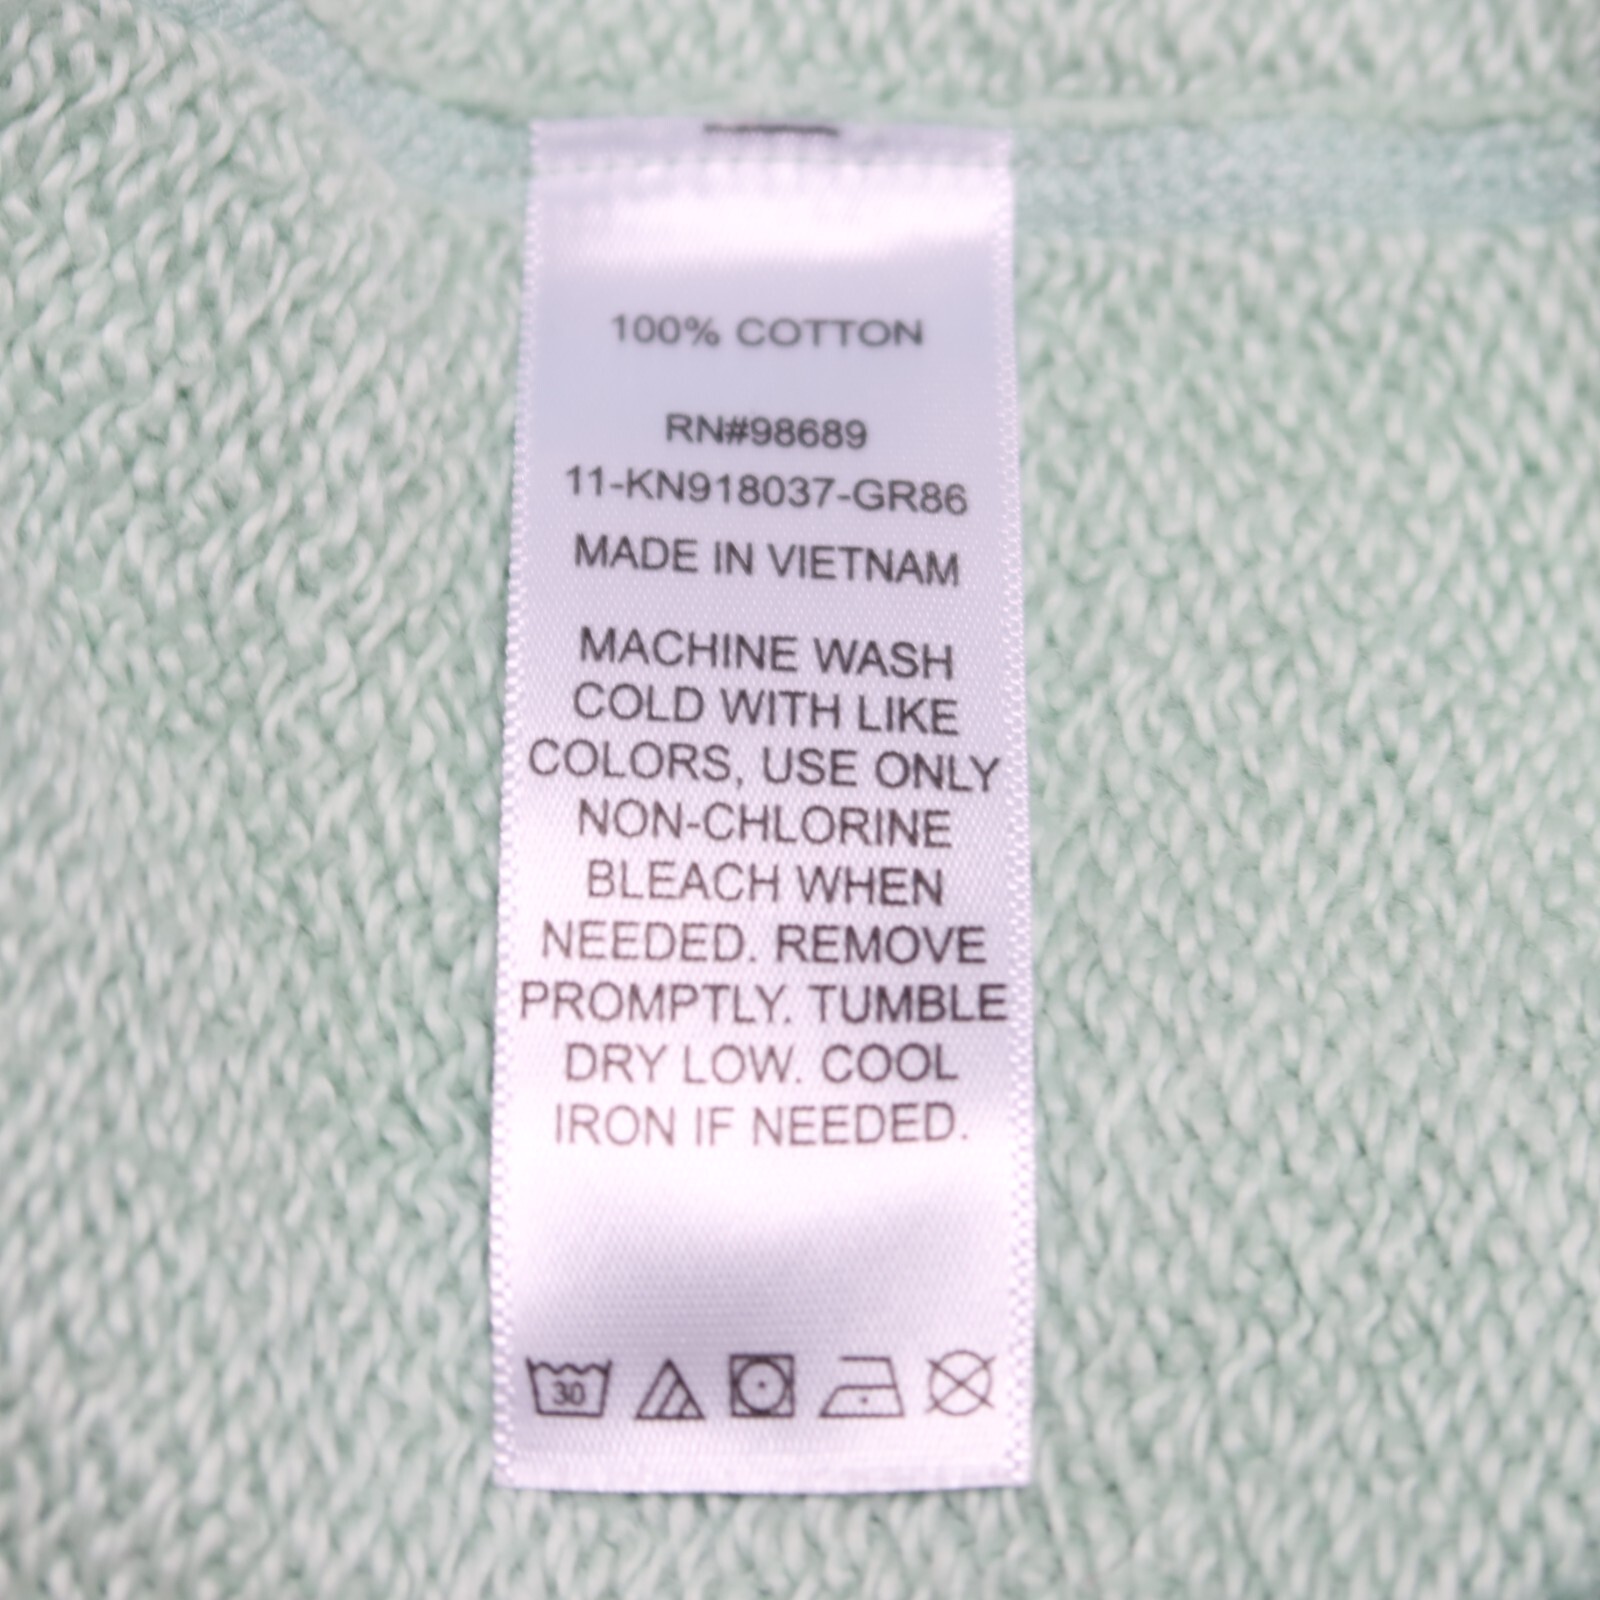 100% COTTON
RN#98689
11-KN918037-GR86
MADE IN VIETNAM
MACHINE WASH
COLD WITH LIKE
COLORS, USE ONLY
NON-CHLORINE
BLEACH WHEN
NEEDED. REMOVE
PROMPTLY. TUMBLE
DRY LOW. COOL
IRON IF NEEDED.
30